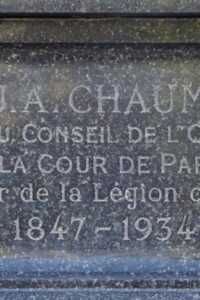 J.A. CHAUM
U CONSEIL DE L'O
LA COUR DE PAR
r de la Légion d
1847-1934